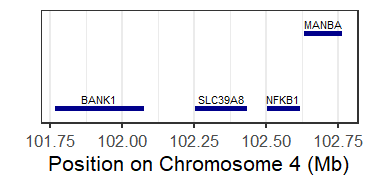 MANBA
BANK1 SLC39A8 NFKB1
101.75 102.00 102.25 102.50 102.75
Position on Chromosome 4 (Mb)